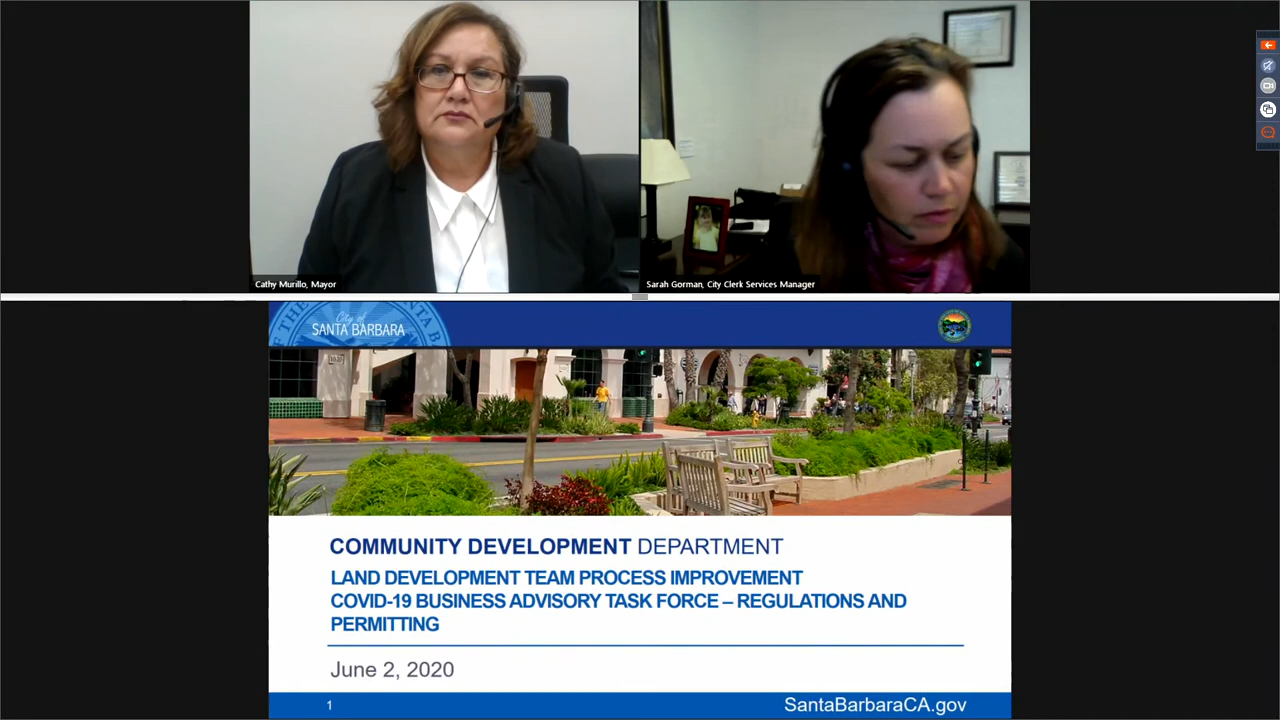 Cathy Murillo, Mayor
Sarah Gorman, City Clerk Services Manager
City of
SANTA BARBARA
COMMUNITY DEVELOPMENT DEPARTMENT
LAND DEVELOPMENT TEAM PROCESS IMPROVEMENT
COVID-19 BUSINESS ADVISORY TASK FORCE – REGULATIONS AND
PERMITTING
June 2, 2020
1
SantaBarbaraCA.gov